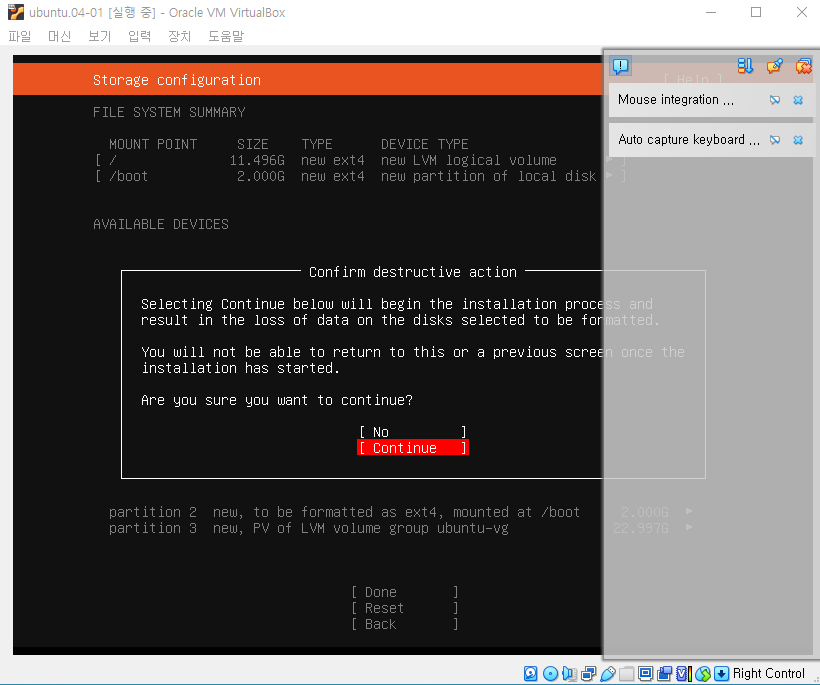 ubuntu.04-01 [실행 중] - Oracle VM VirtualBox
파일 머신 보기 입력 장치 도움말
Storage configuration [ Help ]
Mouse integration ...
Auto capture keyboard ...
FILE SYSTEM SUMMARY
MOUNT POINT SIZE TYPE DEVICE TYPE
[ / 11.496G new ext4 new LVM logical volume ▸ ]
[ /boot 2.000G new ext4 new partition of local disk ▸ ]
AVAILABLE DEVICES
Confirm destructive action
Selecting Continue below will begin the installation process and
result in the loss of data on the disks selected to be formatted.
You will not be able to return to this or a previous screen once the
installation has started.
Are you sure you want to continue?
[ No ]
[ Continue ]
partition 2 new, to be formatted as ext4, mounted at /boot 2.000G ▸
partition 3 new, PV of LVM volume group ubuntu-vg 22.997G ▸
[ Done ]
[ Reset ]
[ Back ]
Right Control